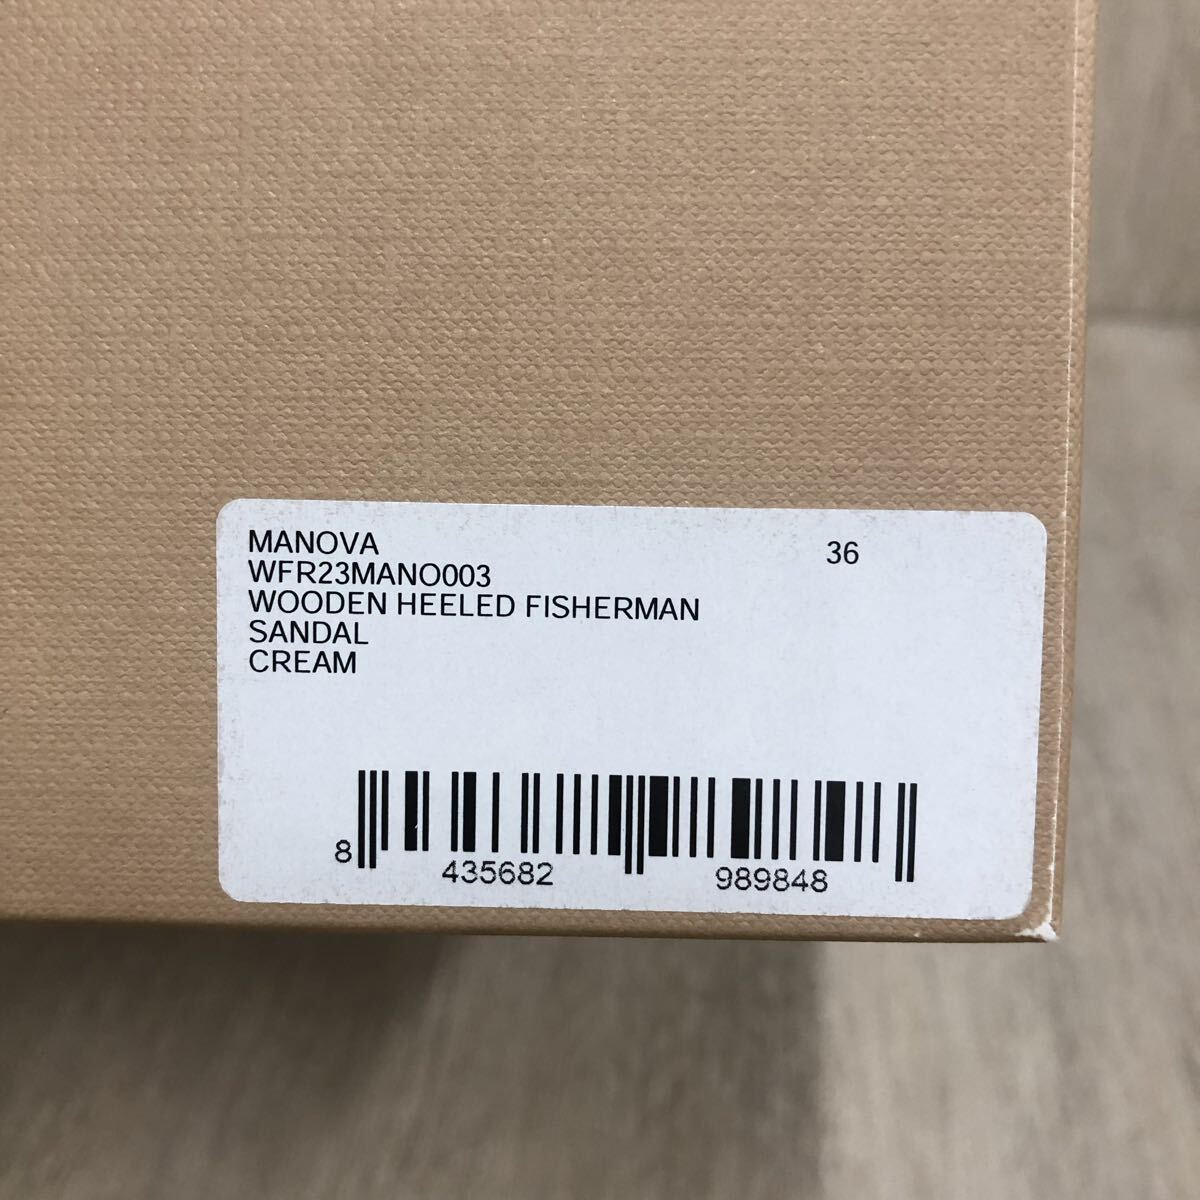 MANOVA 36
WFR23MANO003
WOODEN HEELED FISHERMAN
SANDAL
CREAM
8 435682 989848